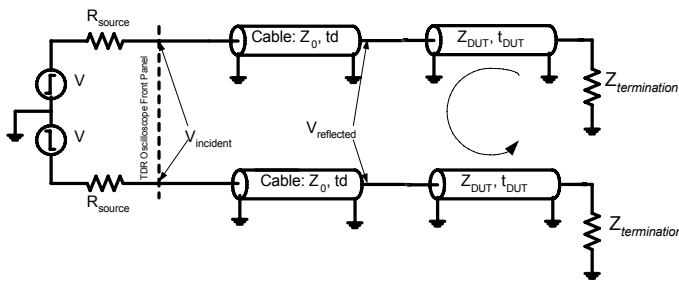 R_source
Cable: Z_0, td
Z_DUT, t_DUT
V
TDR Oscilloscope Front Panel
V_incident
V_reflected
Z_termination
V
Cable: Z_0, td
Z_DUT, t_DUT
R_source
Z_termination